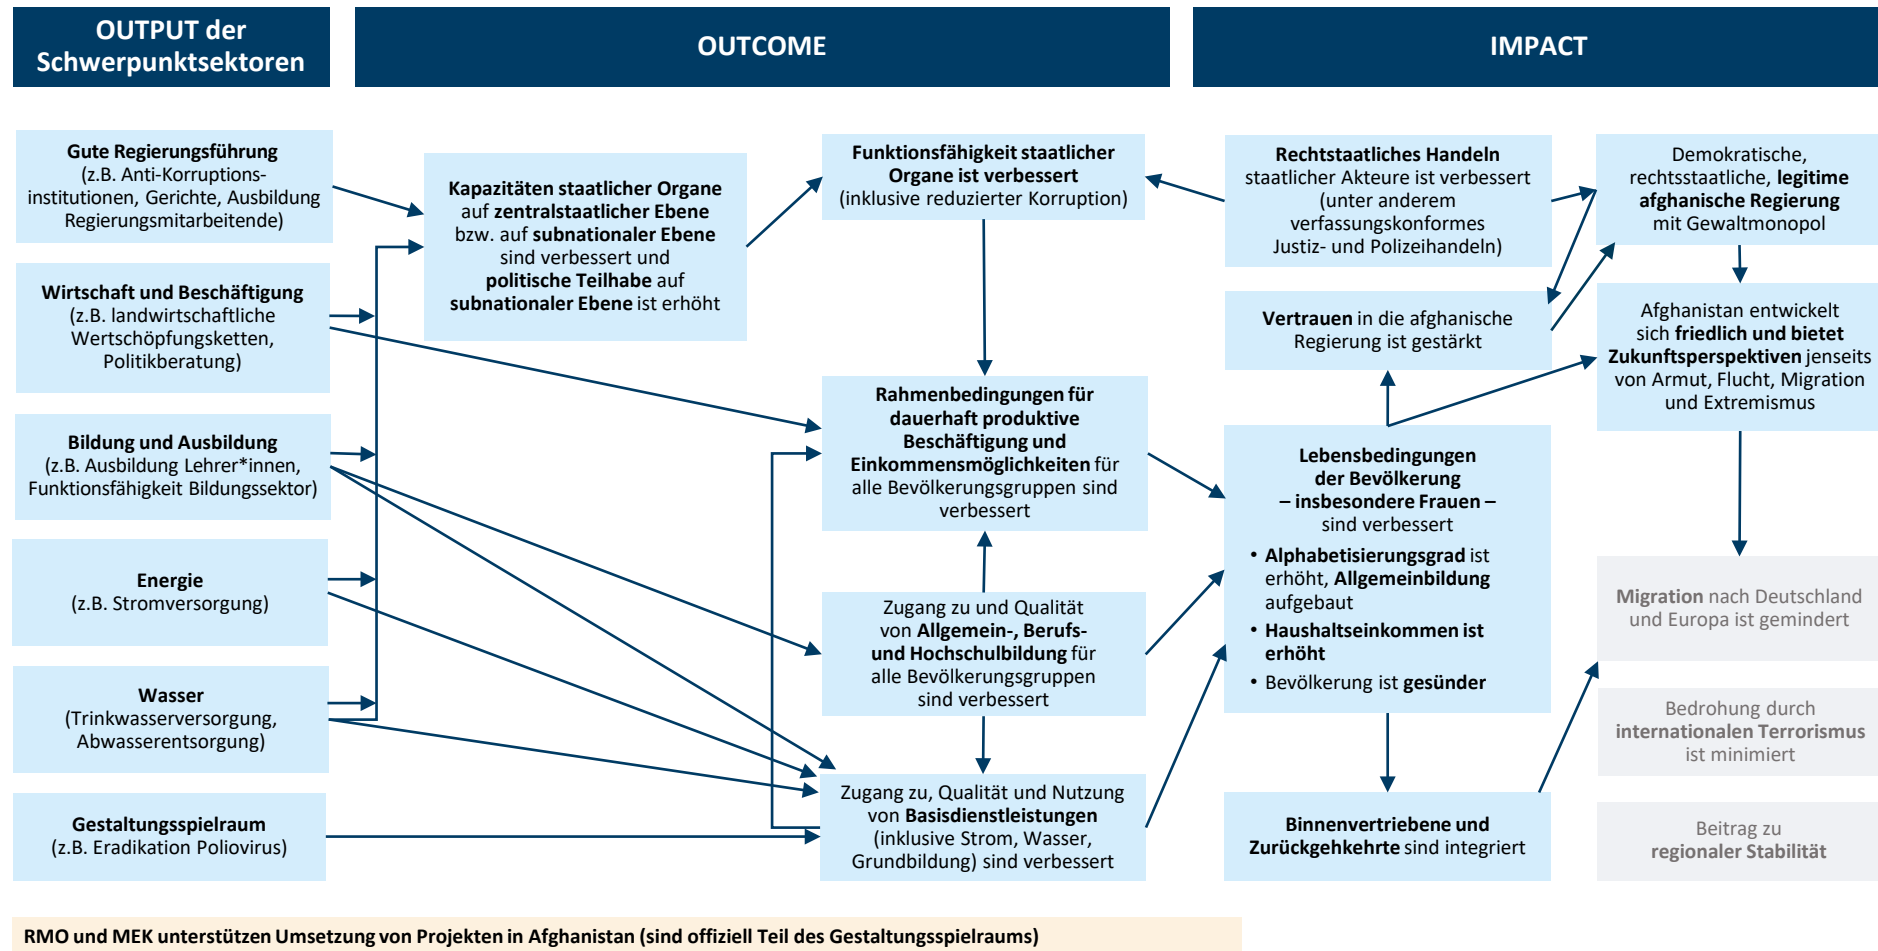 OUTPUT der
Schwerpunktsektoren
OUTCOME
IMPACT
Gute Regierungsführung
(z.B. Anti-Korruptions-
institutionen, Gerichte, Ausbildung
Regierungsmitarbeitende)
Wirtschaft und Beschäftigung
(z.B. landwirtschaftliche
Wertschöpfungsketten,
Politikberatung)
Bildung und Ausbildung
(z.B. Ausbildung Lehrer*innen,
Funktionsfähigkeit Bildungssektor)
Energie
(z.B. Stromversorgung)
Wasser
(Trinkwasserversorgung,
Abwasserentsorgung)
Gestaltungsspielraum
(z.B. Eradikation Poliovirus)
Kapazitäten staatlicher Organe
auf zentralstaatlicher Ebene
bzw. auf subnationaler Ebene
sind verbessert und
politische Teilhabe auf
subnationaler Ebene ist erhöht
Funktionsfähigkeit staatlicher
Organe ist verbessert
(inklusive reduzierter Korruption)
Rahmenbedingungen für
dauerhaft produktive
Beschäftigung und
Einkommensmöglichkeiten für
alle Bevölkerungsgruppen sind
verbessert
Zugang zu und Qualität
von Allgemein-, Berufs-
und Hochschulbildung für
alle Bevölkerungsgruppen
sind verbessert
Zugang zu, Qualität und Nutzung
von Basisdienstleistungen
(inklusive Strom, Wasser,
Grundbildung) sind verbessert
Rechtstaatliches Handeln
staatlicher Akteure ist verbessert
(unter anderem
verfassungskonformes
Justiz- und Polizeihandeln)
Vertrauen in die afghanische
Regierung ist gestärkt
Lebensbedingungen
der Bevölkerung
– insbesondere Frauen –
sind verbessert
• Alphabetisierungsgrad ist
erhöht, Allgemeinbildung
aufgebaut
• Haushaltseinkommen ist
erhöht
• Bevölkerung ist gesünder
Binnenvertriebene und
Zurückgehkehrte sind integriert
Demokratische,
rechtsstaatliche, legitime
afghanische Regierung
mit Gewaltmonopol
Afghanistan entwickelt
sich friedlich und bietet
Zukunftsperspektiven jenseits
von Armut, Flucht, Migration
und Extremismus
Migration nach Deutschland
und Europa ist gemindert
Bedrohung durch
internationalen Terrorismus
ist minimiert
Beitrag zu
regionaler Stabilität
RMO und MEK unterstützen Umsetzung von Projekten in Afghanistan (sind offiziell Teil des Gestaltungsspielraums)